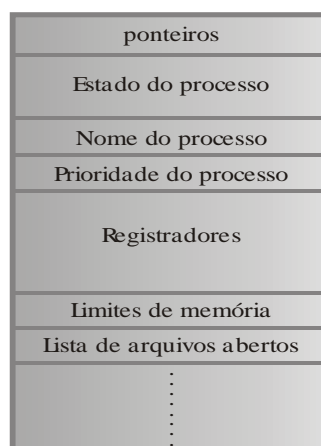 ponteiros
Estado do processo
Nome do processo
Prioridade do processo
Registradores
Limites de memória
Lista de arquivos abertos